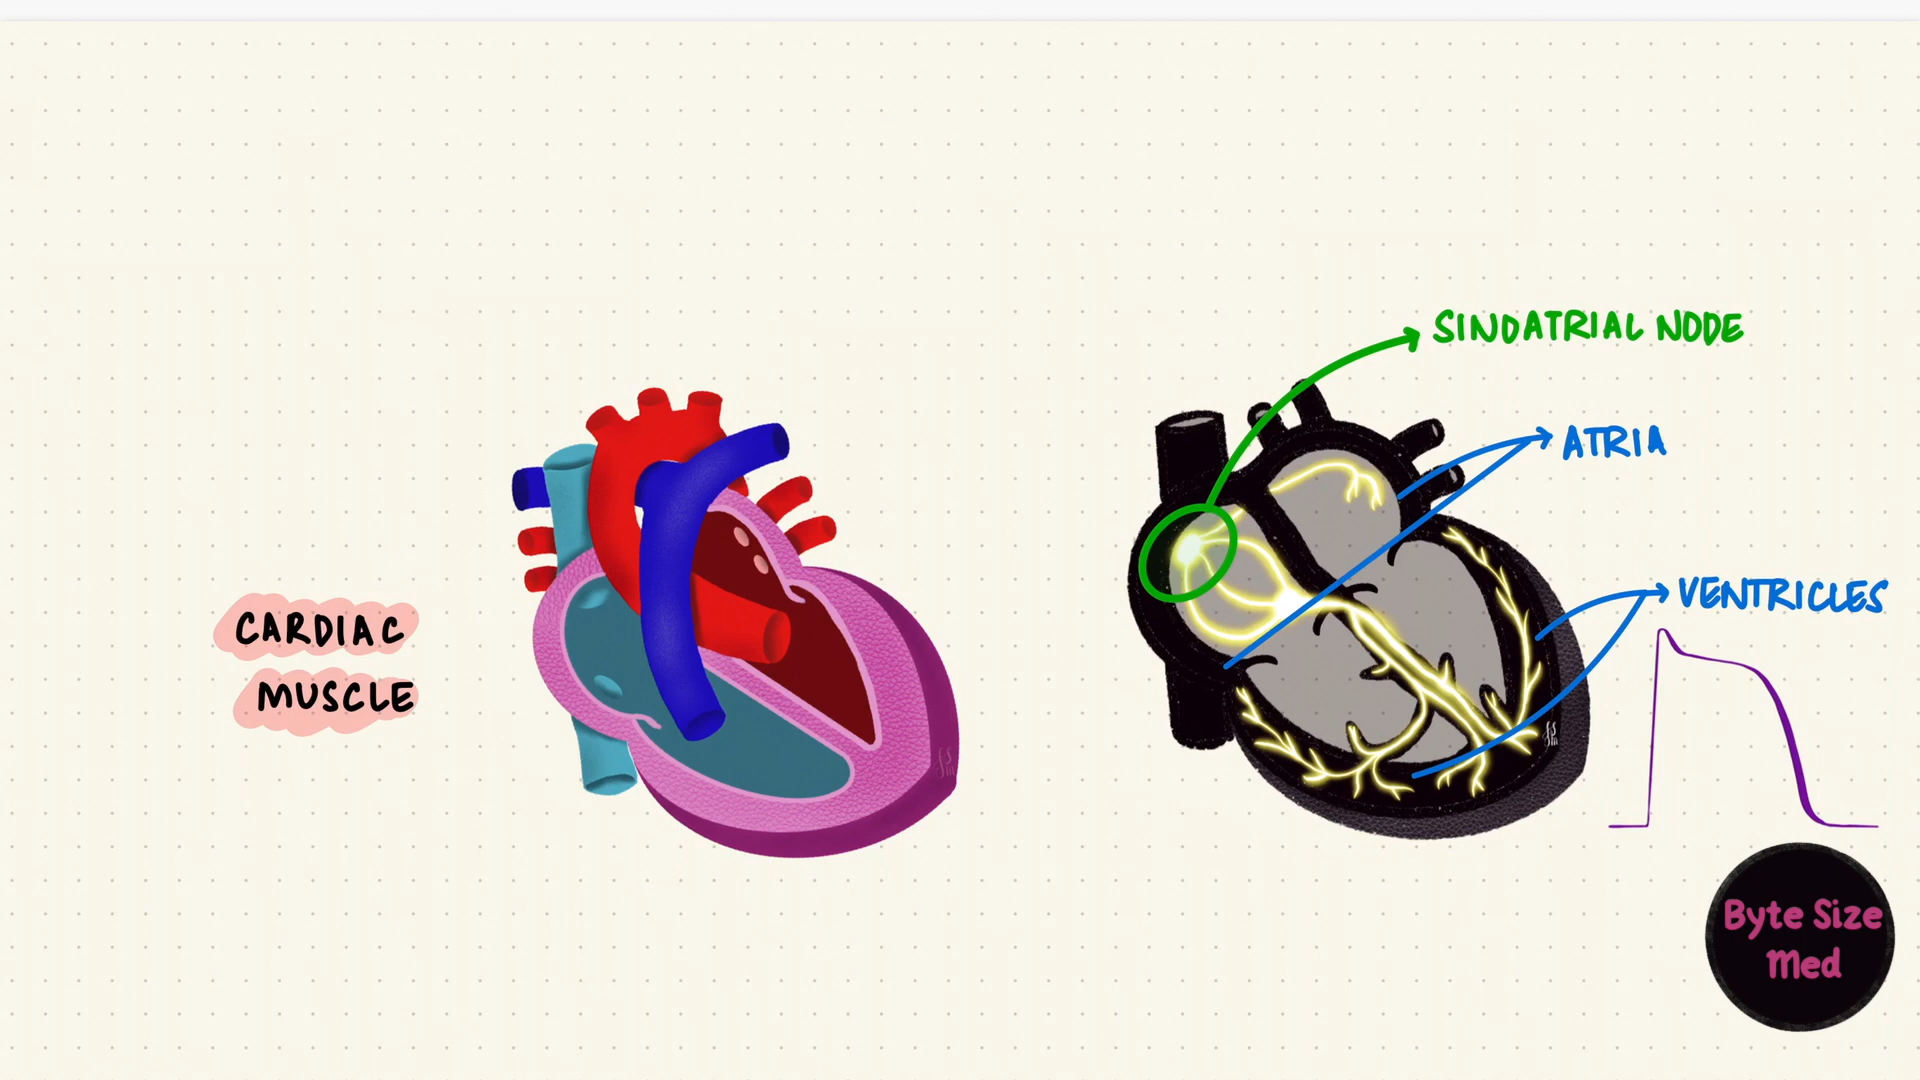 SINOATRIAL NODE
ATRIA
VENTRICLES
CARDIAC
MUSCLE
Byte Size
Med